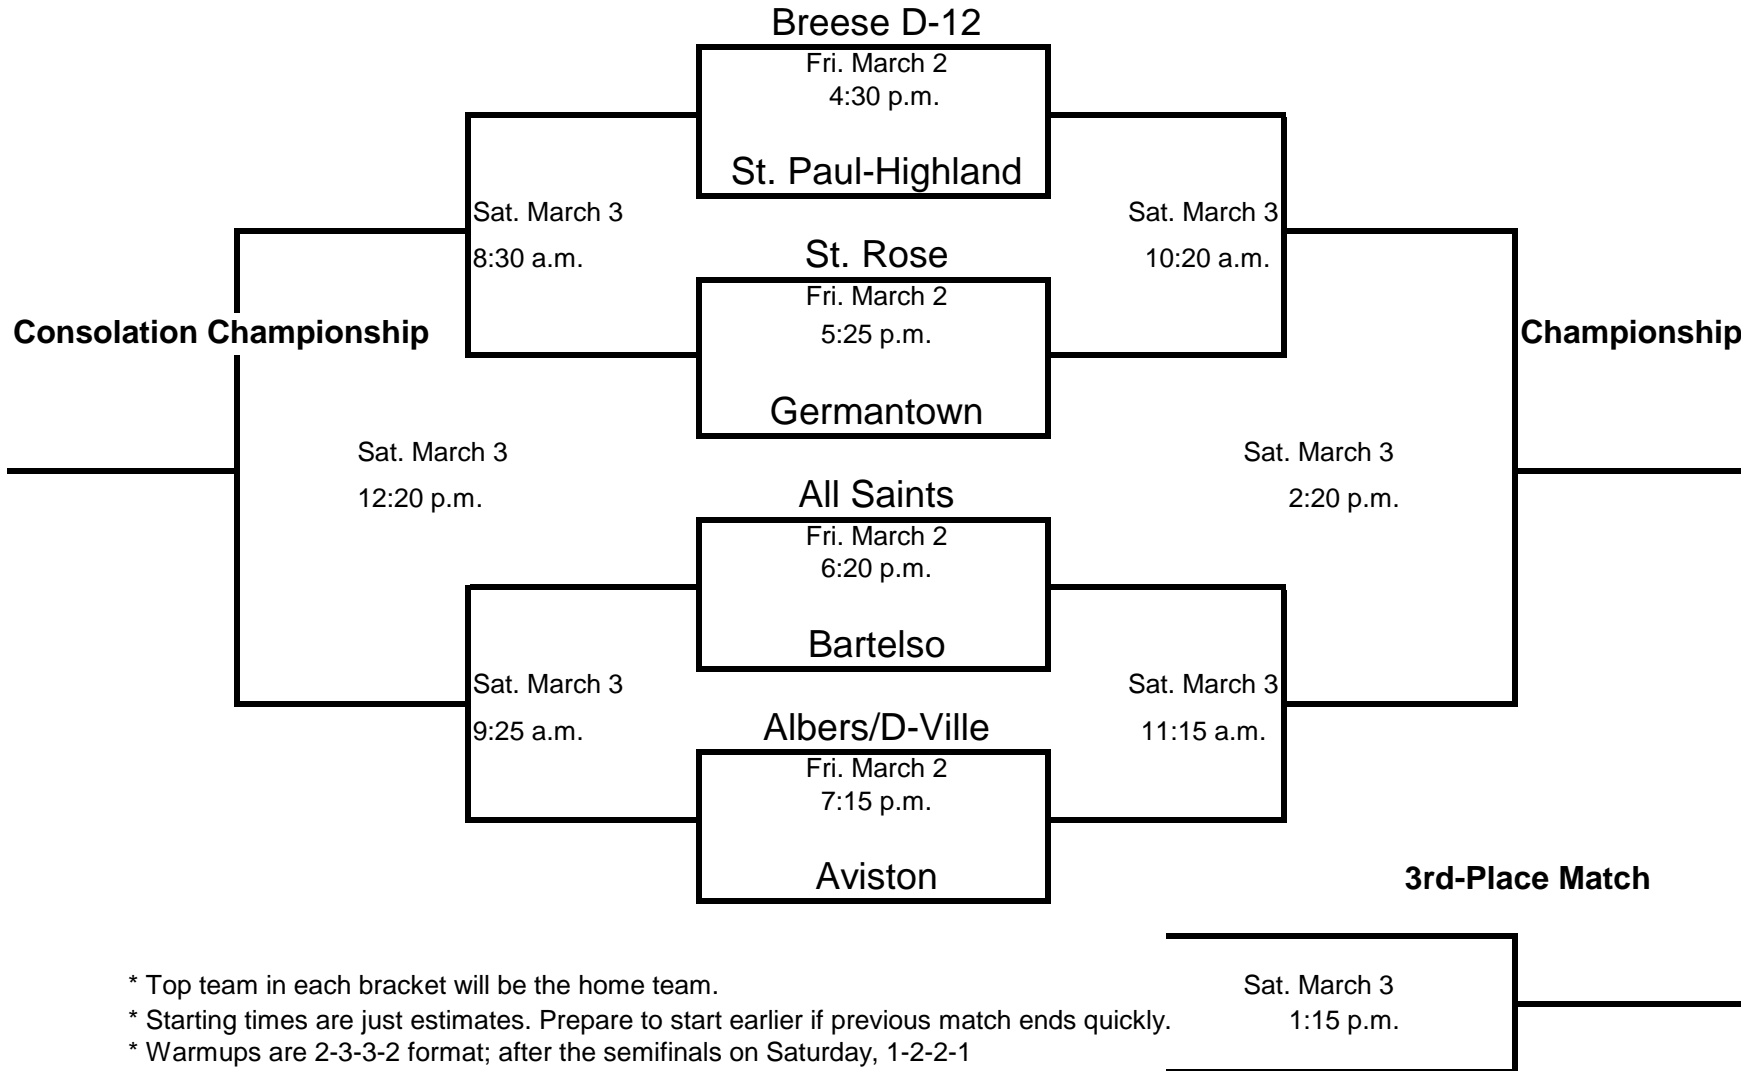 Breese D-12
Fri. March 2
4:30 p.m.
St. Paul-Highland
Sat. March 3
8:30 a.m.
Sat. March 3
10:20 a.m.
St. Rose
Fri. March 2
5:25 p.m.
Germantown
Consolation Championship
Championship
Sat. March 3
12:20 p.m.
Sat. March 3
2:20 p.m.
All Saints
Fri. March 2
6:20 p.m.
Bartelso
Sat. March 3
9:25 a.m.
Sat. March 3
11:15 a.m.
Albers/D-Ville
Fri. March 2
7:15 p.m.
Aviston
3rd-Place Match
Sat. March 3
1:15 p.m.
* Top team in each bracket will be the home team.
* Starting times are just estimates. Prepare to start earlier if previous match ends quickly.
* Warmups are 2-3-3-2 format; after the semifinals on Saturday, 1-2-2-1